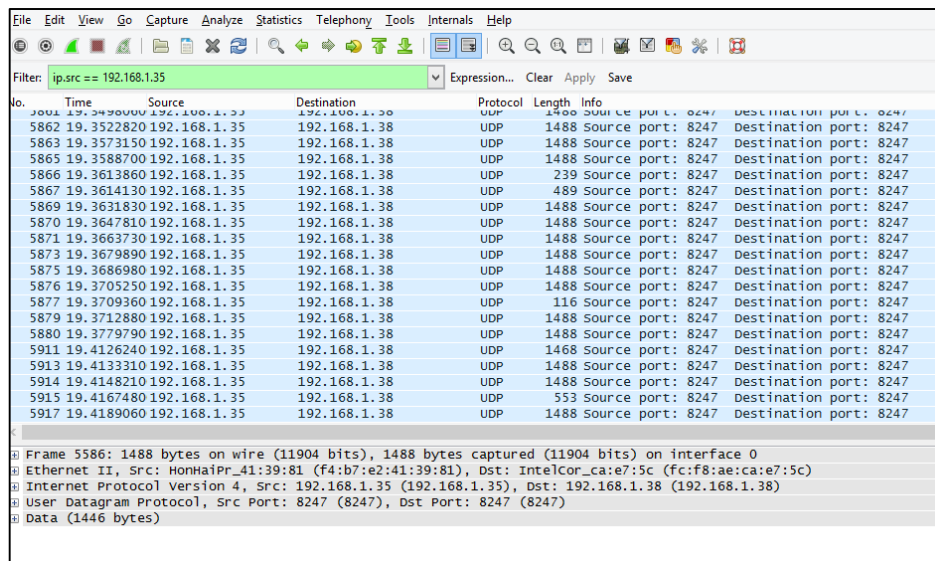 File Edit View Go Capture Analyze Statistics Telephony Tools Internals Help
Filter: ip.src == 192.168.1.35 Expression... Clear Apply Save
No. Time Source Destination Protocol Length Info
5861 19.3498060 192.168.1.35 192.168.1.38 UDP 1488 Source port: 8247 Destination port: 8247
5862 19.3522820 192.168.1.35 192.168.1.38 UDP 1488 Source port: 8247 Destination port: 8247
5863 19.3573150 192.168.1.35 192.168.1.38 UDP 1488 Source port: 8247 Destination port: 8247
5865 19.3588700 192.168.1.35 192.168.1.38 UDP 1488 Source port: 8247 Destination port: 8247
5866 19.3613860 192.168.1.35 192.168.1.38 UDP 239 Source port: 8247 Destination port: 8247
5867 19.3614130 192.168.1.35 192.168.1.38 UDP 489 Source port: 8247 Destination port: 8247
5869 19.3631830 192.168.1.35 192.168.1.38 UDP 1488 Source port: 8247 Destination port: 8247
5870 19.3647810 192.168.1.35 192.168.1.38 UDP 1488 Source port: 8247 Destination port: 8247
5871 19.3663730 192.168.1.35 192.168.1.38 UDP 1488 Source port: 8247 Destination port: 8247
5873 19.3679890 192.168.1.35 192.168.1.38 UDP 1488 Source port: 8247 Destination port: 8247
5875 19.3686980 192.168.1.35 192.168.1.38 UDP 1488 Source port: 8247 Destination port: 8247
5876 19.3705250 192.168.1.35 192.168.1.38 UDP 1488 Source port: 8247 Destination port: 8247
5877 19.3709360 192.168.1.35 192.168.1.38 UDP 116 Source port: 8247 Destination port: 8247
5879 19.3712880 192.168.1.35 192.168.1.38 UDP 1488 Source port: 8247 Destination port: 8247
5880 19.3779790 192.168.1.35 192.168.1.38 UDP 1488 Source port: 8247 Destination port: 8247
5911 19.4126240 192.168.1.35 192.168.1.38 UDP 1468 Source port: 8247 Destination port: 8247
5913 19.4133310 192.168.1.35 192.168.1.38 UDP 1488 Source port: 8247 Destination port: 8247
5914 19.4148210 192.168.1.35 192.168.1.38 UDP 1488 Source port: 8247 Destination port: 8247
5915 19.4167480 192.168.1.35 192.168.1.38 UDP 553 Source port: 8247 Destination port: 8247
5917 19.4189060 192.168.1.35 192.168.1.38 UDP 1488 Source port: 8247 Destination port: 8247
Frame 5586: 1488 bytes on wire (11904 bits), 1488 bytes captured (11904 bits) on interface 0
Ethernet II, Src: HonHaiPr_41:39:81 (f4:b7:e2:41:39:81), Dst: IntelCor_ca:e7:5c (fc:f8:ae:ca:e7:5c)
Internet Protocol Version 4, Src: 192.168.1.35 (192.168.1.35), Dst: 192.168.1.38 (192.168.1.38)
User Datagram Protocol, Src Port: 8247 (8247), Dst Port: 8247 (8247)
Data (1446 bytes)